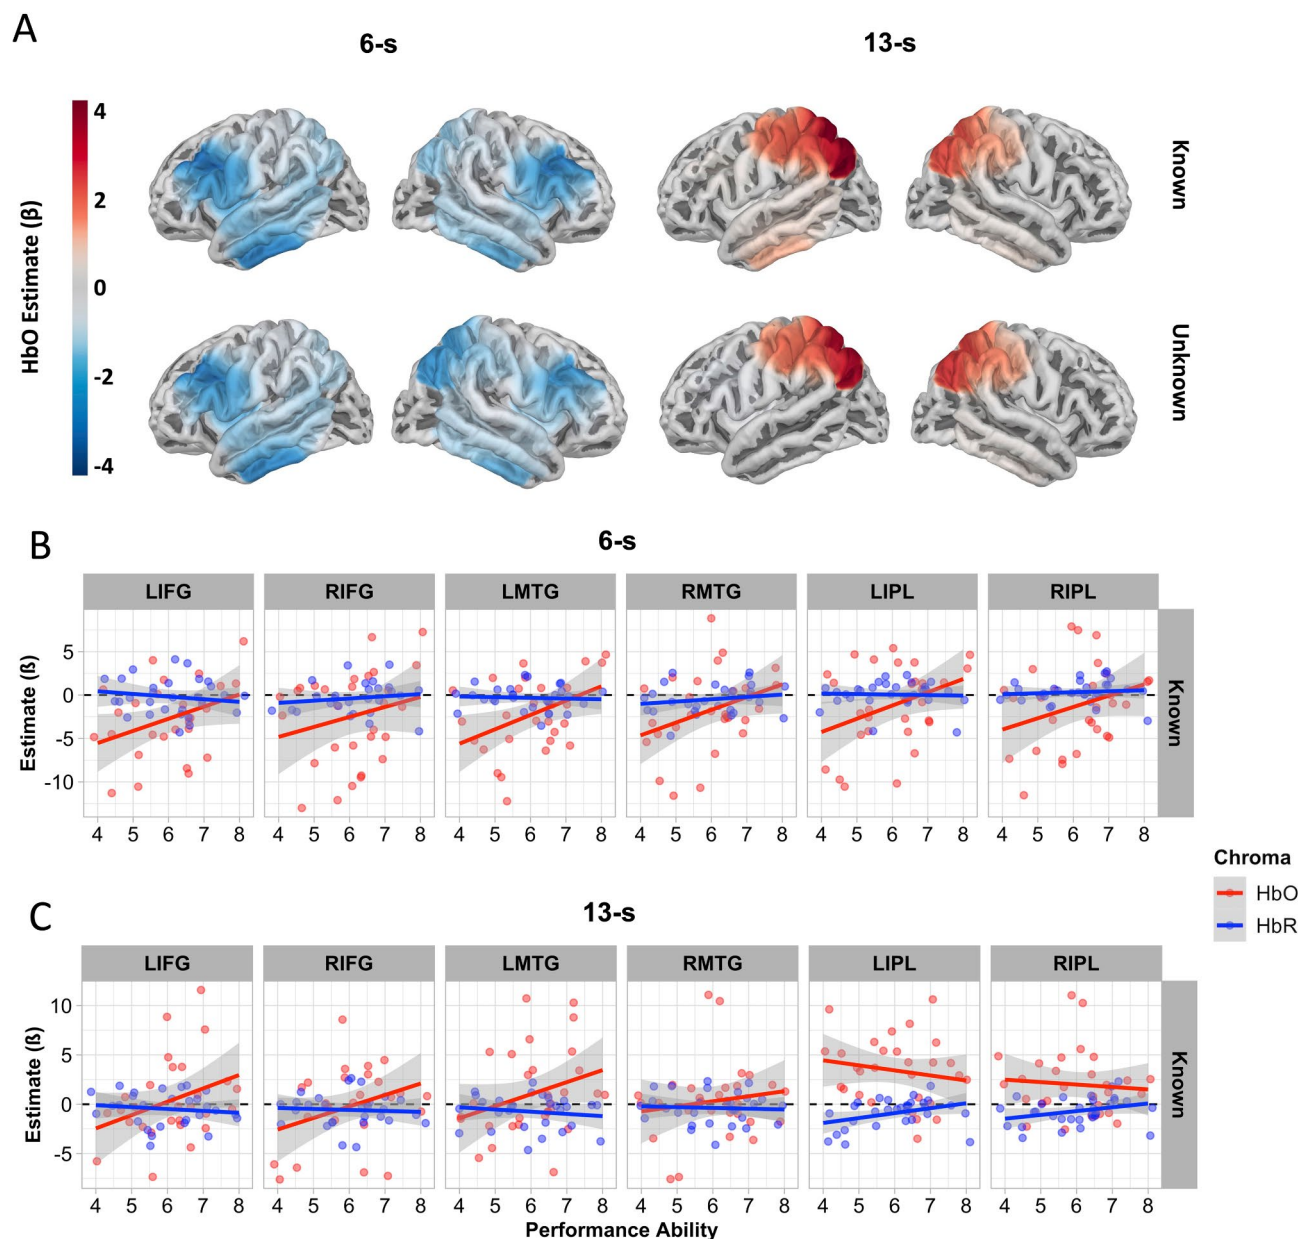 A
6-s 13-s
HbO Estimate (β)
4
2
0
-2
-4
Known
Unknown
B
6-s
LIFG RIFG LMTG RMTG LIPL RIPL
Estimate (ß)
5
0
-5
-10
Known
4 5 6 7 8 4 5 6 7 8 4 5 6 7 8 4 5 6 7 8 4 5 6 7 8 4 5 6 7 8
Chroma
HbO
HbR
C
13-s
LIFG RIFG LMTG RMTG LIPL RIPL
Estimate (ß)
10
5
0
-5
Known
4 5 6 7 8 4 5 6 7 8 4 5 6 7 8 4 5 6 7 8 4 5 6 7 8 4 5 6 7 8
Performance Ability